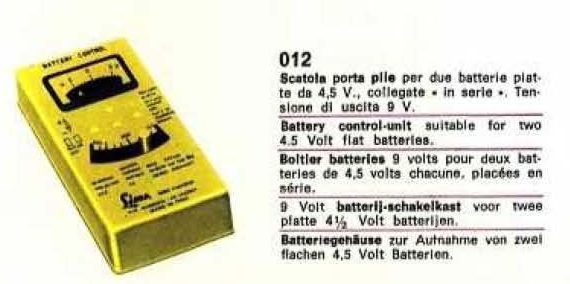 BATTERY CONTROL
Lima
012
Scatola porta pile per due batterie piat-
te da 4,5 V., collegate « in serie ». Ten-
sione di uscita 9 V.
Battery control-unit suitable for two
4.5 Volt flat batteries.
Boîtier batteries 9 volts pour deux bat-
teries de 4,5 volts chacune, placées en
série.
9 Volt batterij-schakelkast voor twee
platte 4½ Volt batterijen.
Batteriegehäuse zur Aufnahme von zwei
flachen 4,5 Volt Batterien.